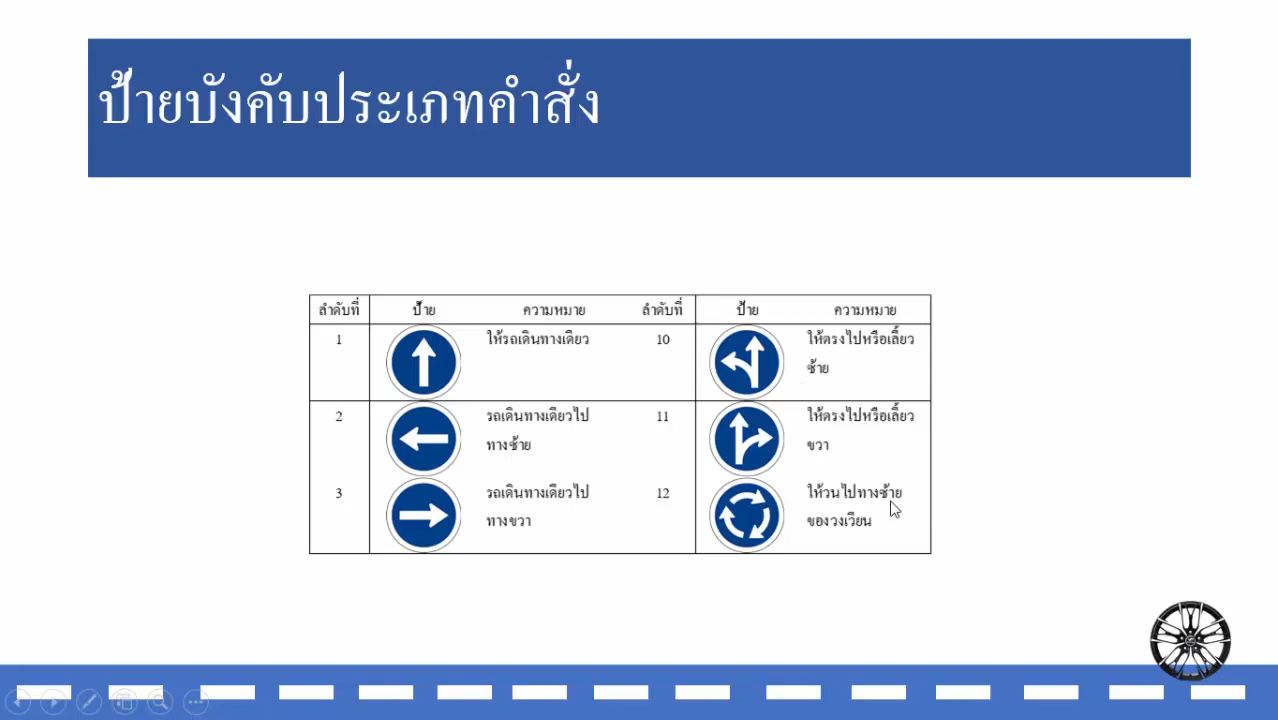 ป้ายบังคับประเภทคำสั่ง
ลำดับที่ ป้าย ความหมาย ลำดับที่ ป้าย ความหมาย
1 ให้รถเดินทางเดียว 10 ให้ตรงไปหรือเลี้ยว
ซ้าย
2 รถเดินทางเดียวไป 11 ให้ตรงไปหรือเลี้ยว
ทางซ้าย ขวา
3 รถเดินทางเดียวไป 12 ให้วนไปทางซ้าย
ทางขวา ของวงเวียน